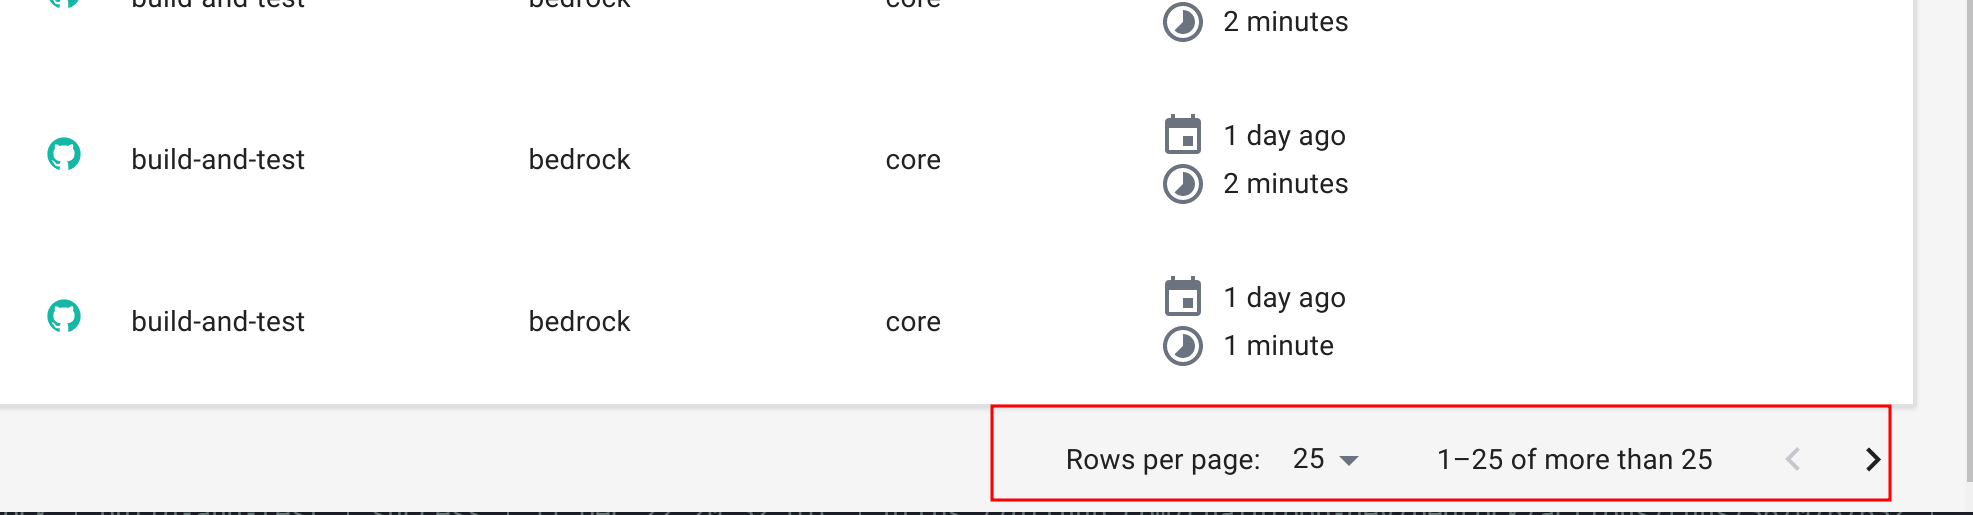 build-and-test bedrock core
2 minutes
1 day ago
build-and-test bedrock core
2 minutes
1 day ago
build-and-test bedrock core
1 minute
Rows per page: 25 1–25 of more than 25